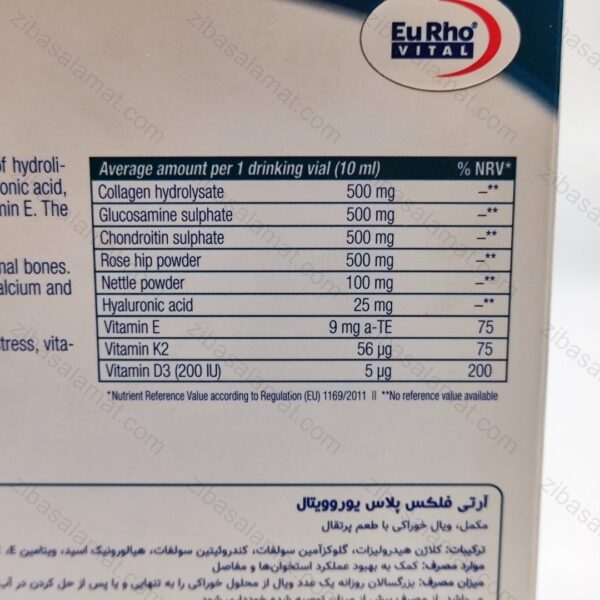 EuRho®
VITAL
of hydroli-
onic acid,
min E. The
nal bones.
alcium and
tress, vita-
Average amount per 1 drinking vial (10 ml) % NRV*
Collagen hydrolysate 500 mg –**
Glucosamine sulphate 500 mg –**
Chondroitin sulphate 500 mg –**
Rose hip powder 500 mg –**
Nettle powder 100 mg –**
Hyaluronic acid 25 mg –**
Vitamin E 9 mg a-TE 75
Vitamin K2 56 µg 75
Vitamin D3 (200 IU) 5 µg 200
*Nutrient Reference Value according to Regulation (EU) 1169/2011 II **No reference value available
آرتی فلکس پلاس یوروویتال
مکمل، ویال خوراکی با طعم پرتقال
ترکیبات: کلاژن هیدرولیزات، گلوکزآمین سولفات، کندروئیتین سولفات، هیالورونیک اسید، ویتامین E،
موارد مصرف: کمک به بهبود عملکرد استخوان‌ها و مفاصل
میزان مصرف: بزرگسالان روزانه یک عدد ویال از محلول خوراکی را به تنهایی و یا پس از حل کردن در آب
zibasalamat.com